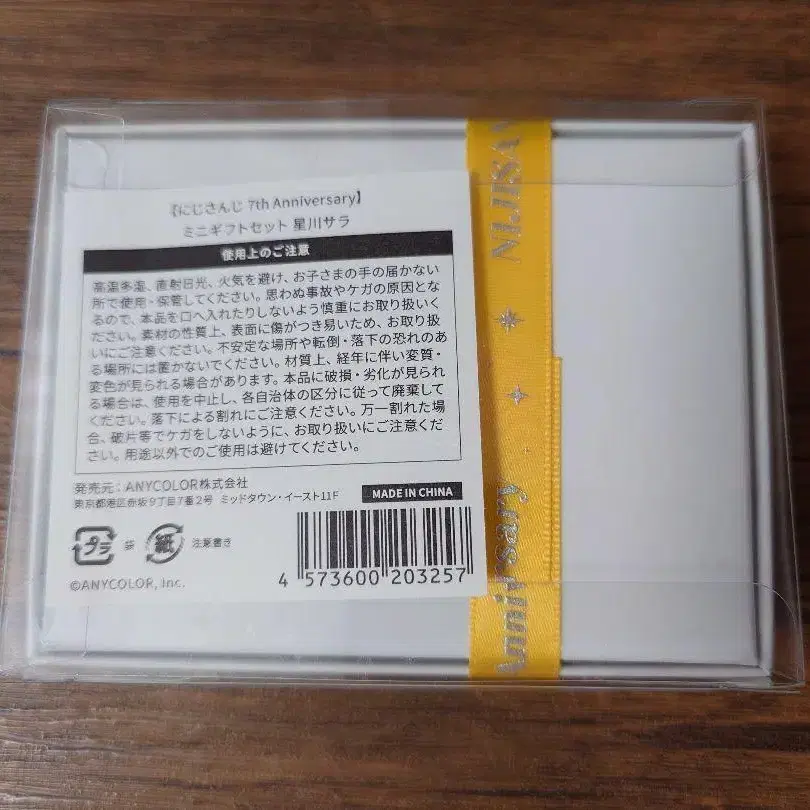 【にじさんじ 7th Anniversary】
ミニギフトセット 星川サラ
使用上のご注意
高温多湿、直射日光、火気を避け、お子さまの手の届かない
所で使用・保管してください。思わぬ事故やケガの原因とな
るので、本品を口へ入れたりしないよう慎重にお取り扱いく
ださい。素材の性質上、表面に傷がつき易いため、お取り扱
いにご注意ください。不安定な場所や転倒・落下の恐れのあ
る場所には置かないでください。材質上、経年に伴い変質・
変色が見られる場合があります。本品に破損・劣化が見られ
る場合は、使用を中止し、各自治体の区分に従って廃棄して
ください。落下による割れにご注意ください。万一割れた場
合、破片等でケガをしないように、お取り扱いにご注意くだ
さい。用途以外でのご使用は避けてください。
発売元：ANYCOLOR株式会社
東京都港区赤坂9丁目7番2号 ミッドタウン・イースト11F
MADE IN CHINA
プラ 袋 紙 注意書き
©ANYCOLOR, Inc.
4 573600 203257
NIJISAN
Anniversary